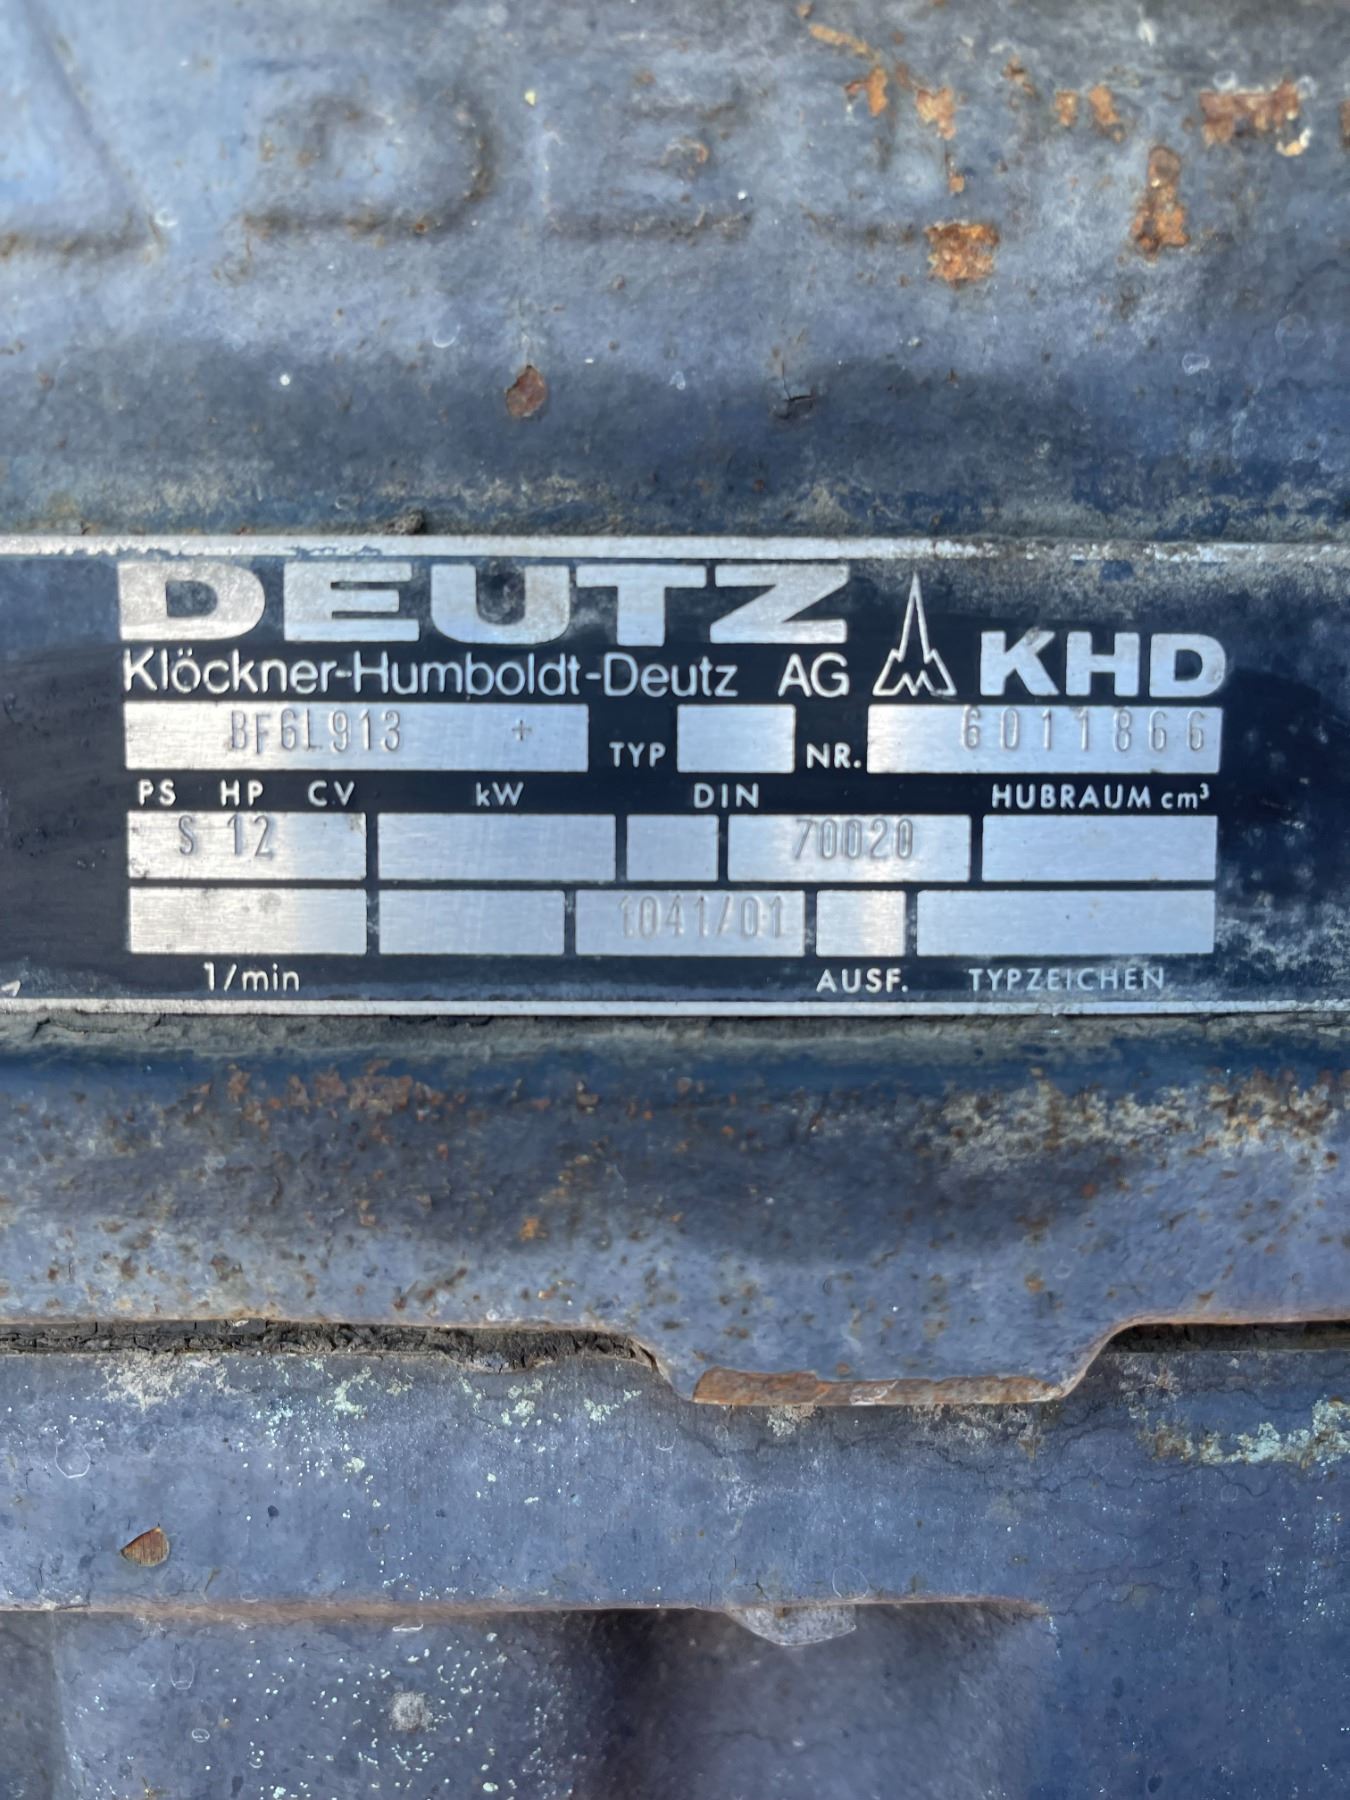 DEUTZ
DEUTZ
Klöckner-Humboldt-Deutz AG KHD
BF6L913 + TYP NR. 6011866
PS HP CV kW DIN HUBRAUM cm³
S 12 70020
1041/01
1/min AUSF. TYPZEICHEN